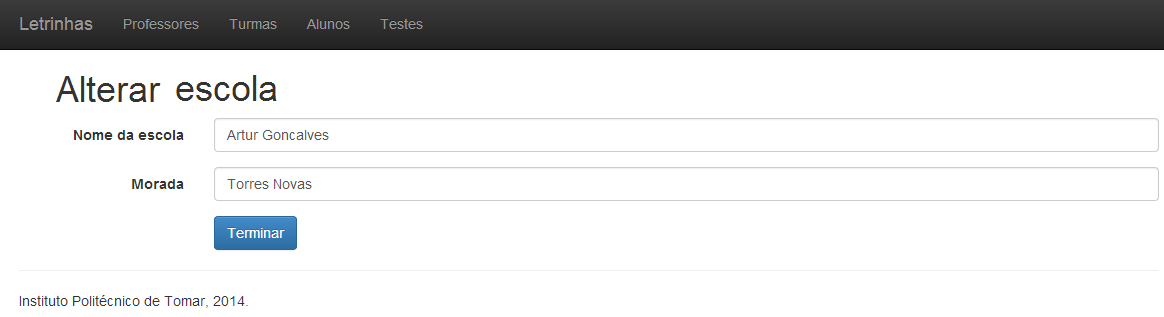 Letrinhas Professores Turmas Alunos Testes
Alterar escola
Nome da escola Artur Goncalves
Morada Torres Novas
Terminar
Instituto Politécnico de Tomar, 2014.